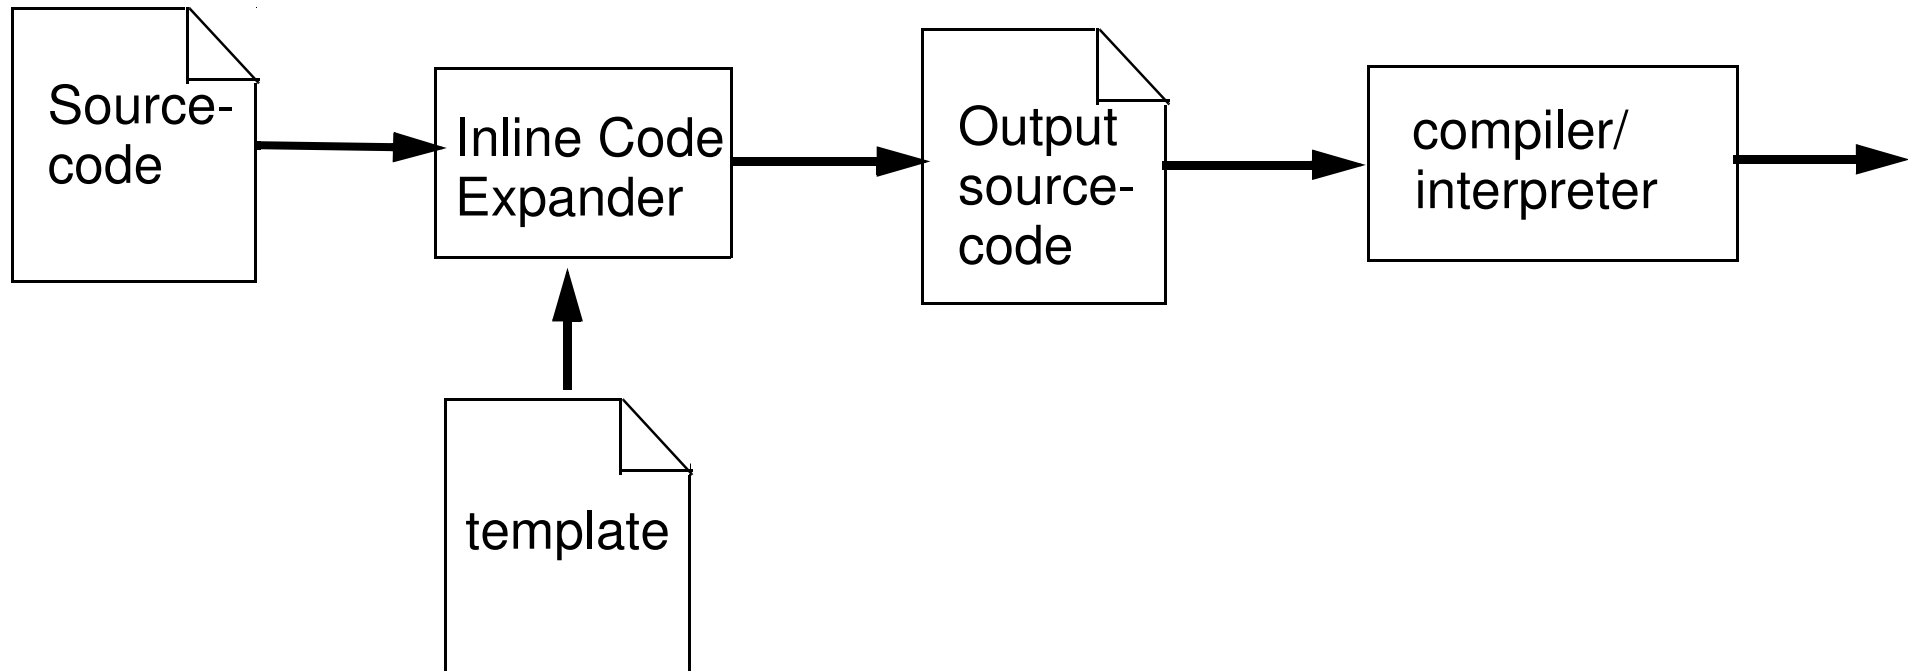 Source-
code
Inline Code
Expander
Output
source-
code
compiler/
interpreter
template